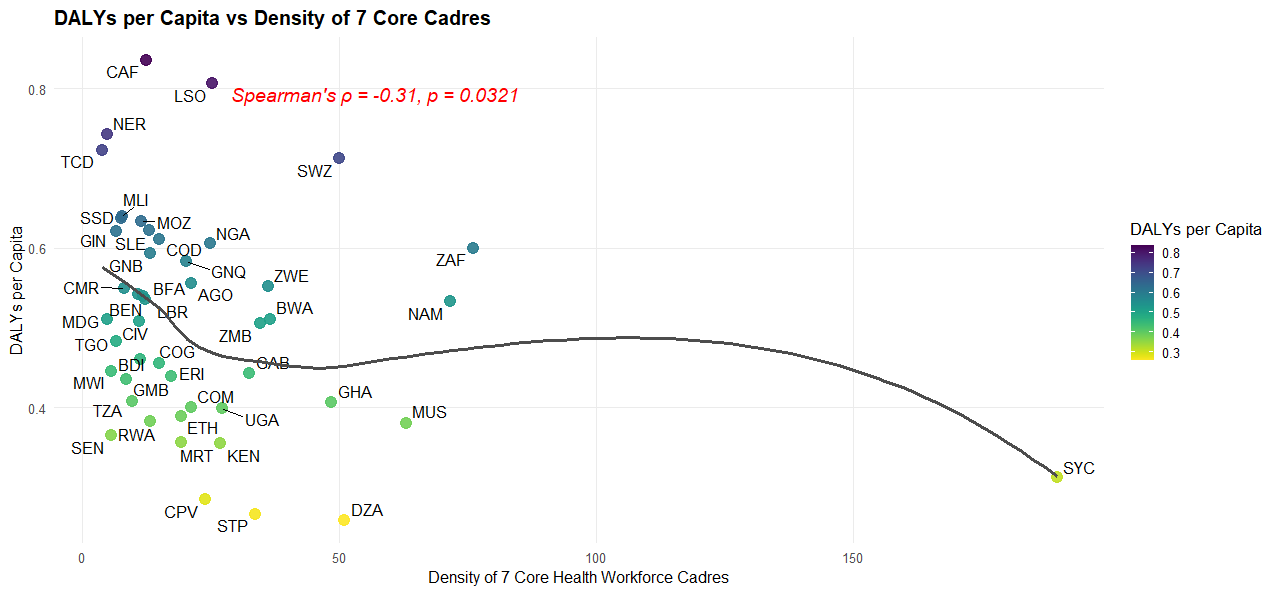 DALYs per Capita vs Density of 7 Core Cadres
CAF
LSO
Spearman's ρ = -0.31, p = 0.0321
0.8
NER
TCD
SWZ
MLI
SSD
MOZ
GIN
SLE
NGA
0.6
COD
ZAF
GNB
GNQ
ZWE
CMR
BFA
AGO
BEN
LBR
BWA
NAM
MDG
CIV
ZMB
TGO
COG
BDI
GAB
ERI
MWI
GMB
COM
GHA
TZA
0.4
MUS
UGA
ETH
RWA
SEN
MRT
KEN
SYC
CPV
STP
DZA
0
50
100
150
Density of 7 Core Health Workforce Cadres
DALYs per Capita
DALYs per Capita
0.8
0.7
0.6
0.5
0.4
0.3